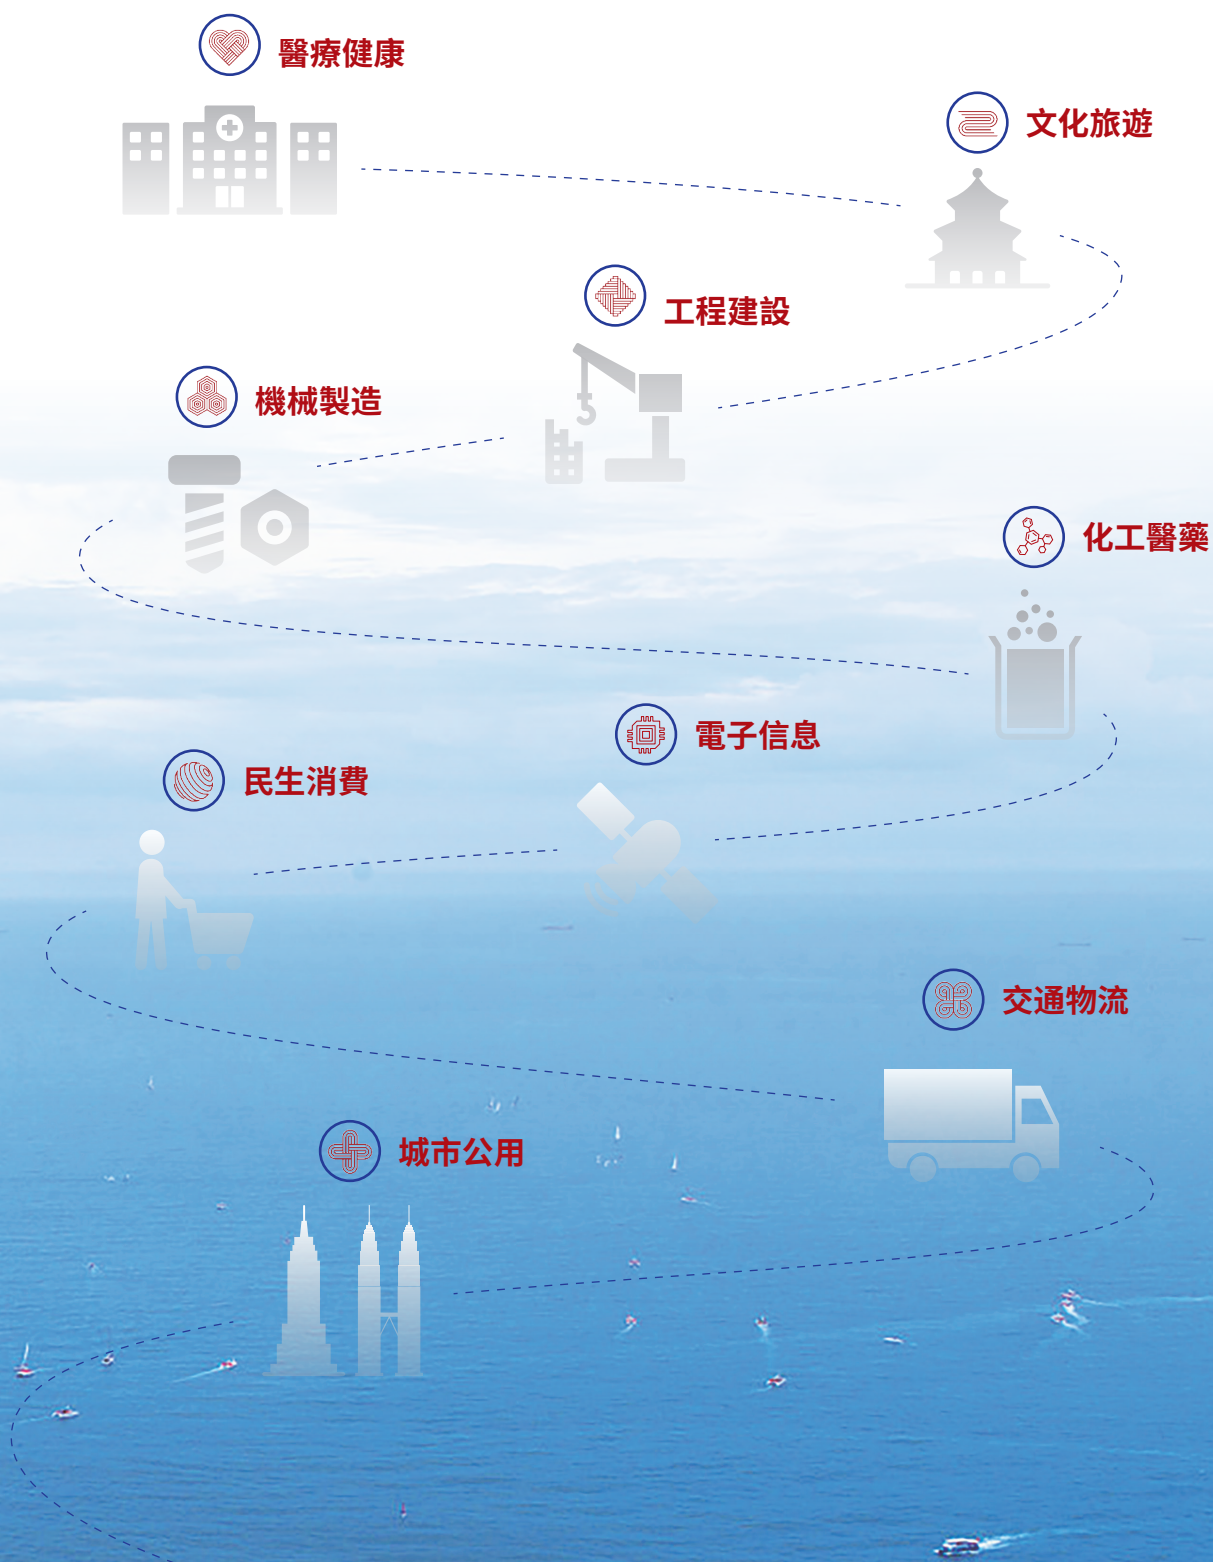 醫療健康
文化旅遊
工程建設
機械製造
化工醫藥
電子信息
民生消費
交通物流
城市公用